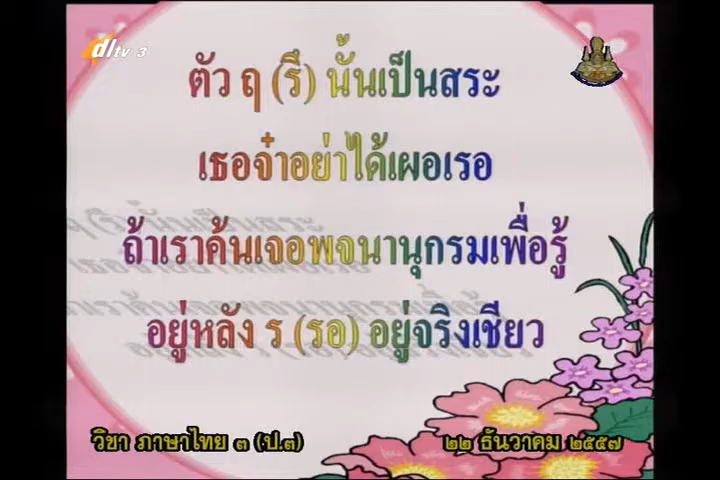 dltv 3
ตัว ฤ (รึ) นั้นเป็นสระ
เธอจ๋าอย่าได้เผอเรอ
ถ้าเราค้นเจอพจนานุกรมเพื่อรู้
อยู่หลัง ร (รอ) อยู่จริงเชียว
วิชา ภาษาไทย ๓ (ป.๓)
๒๒ ธันวาคม ๒๕๕๗